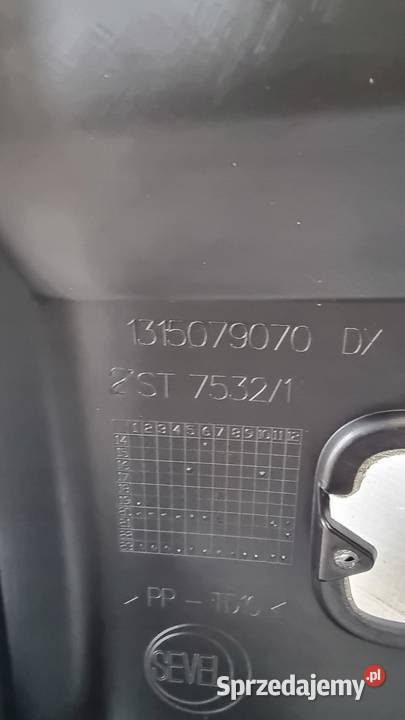 1315079070 DX
2°ST 7532/1
1 2 3 4 5 6 7 8 9 10 11 12
14
PP - TD10 <
SEVEL
Sprzedajemy.pl